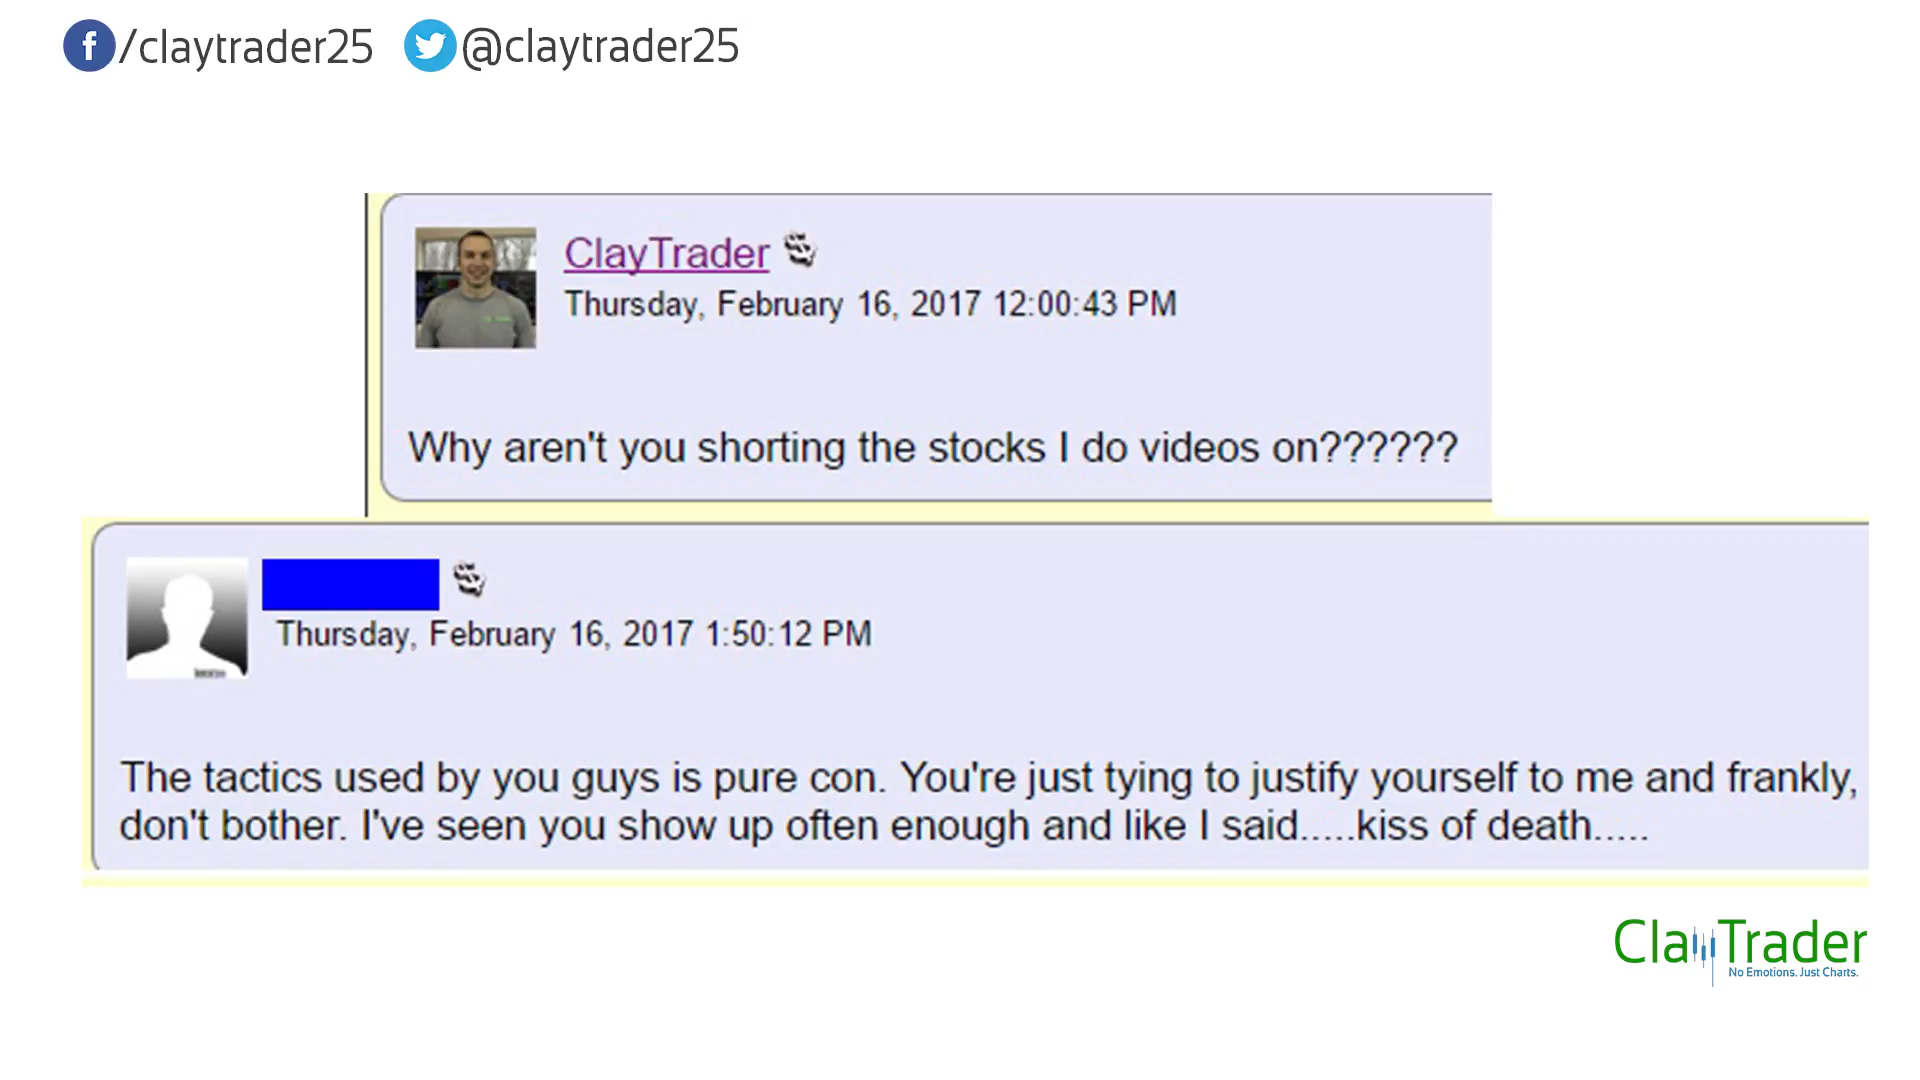 /claytrader25 @claytrader25
ClayTrader
Thursday, February 16, 2017 12:00:43 PM
Why aren't you shorting the stocks I do videos on??????
Thursday, February 16, 2017 1:50:12 PM
The tactics used by you guys is pure con. You're just tying to justify yourself to me and frankly,
don't bother. I've seen you show up often enough and like I said.....kiss of death.....
ClayTrader
No Emotions. Just Charts.